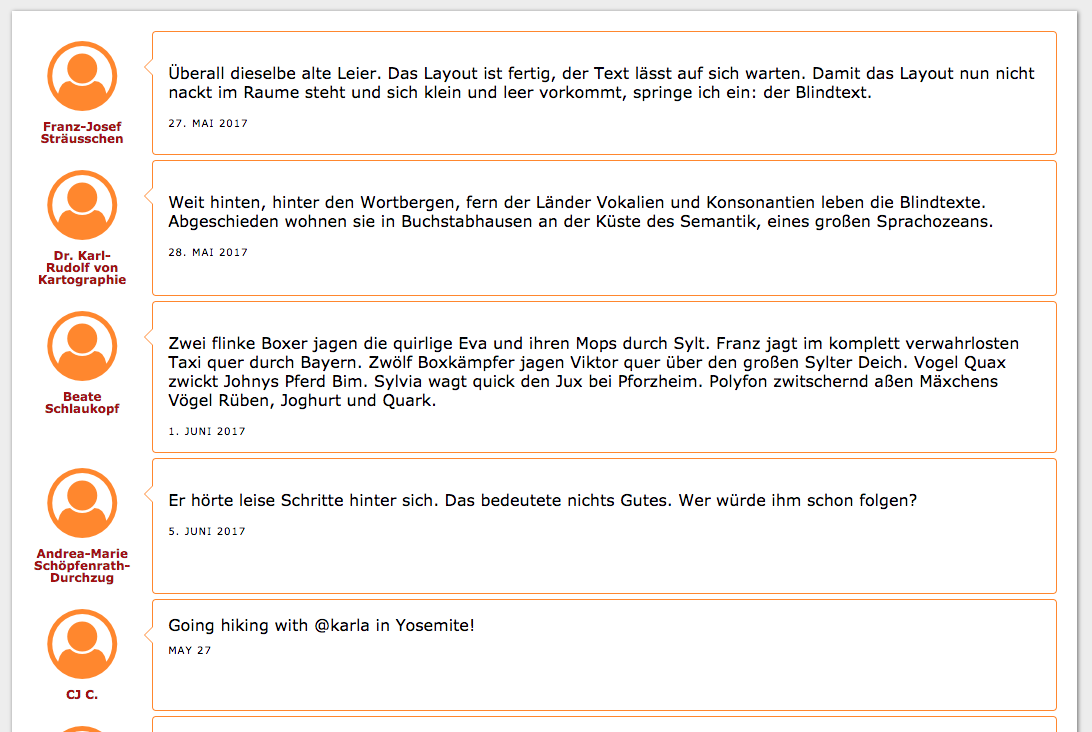 Franz-Josef
Sträusschen
Überall dieselbe alte Leier. Das Layout ist fertig, der Text lässt auf sich warten. Damit das Layout nun nicht
nackt im Raume steht und sich klein und leer vorkommt, springe ich ein: der Blindtext.
27. MAI 2017
Dr. Karl-
Rudolf von
Kartographie
Weit hinten, hinter den Wortbergen, fern der Länder Vokalien und Konsonantien leben die Blindtexte.
Abgeschieden wohnen sie in Buchstabhausen an der Küste des Semantik, eines großen Sprachozeans.
28. MAI 2017
Beate
Schlaukopf
Zwei flinke Boxer jagen die quirlige Eva und ihren Mops durch Sylt. Franz jagt im komplett verwahrlosten
Taxi quer durch Bayern. Zwölf Boxkämpfer jagen Viktor quer über den großen Sylter Deich. Vogel Quax
zwickt Johnys Pferd Bim. Sylvia wagt quick den Jux bei Pforzheim. Polyfon zwitschernd aßen Mäxchens
Vögel Rüben, Joghurt und Quark.
1. JUNI 2017
Andrea-Marie
Schöpfenrath-
Durchzug
Er hörte leise Schritte hinter sich. Das bedeutete nichts Gutes. Wer würde ihm schon folgen?
5. JUNI 2017
CJ C.
Going hiking with @karla in Yosemite!
MAY 27